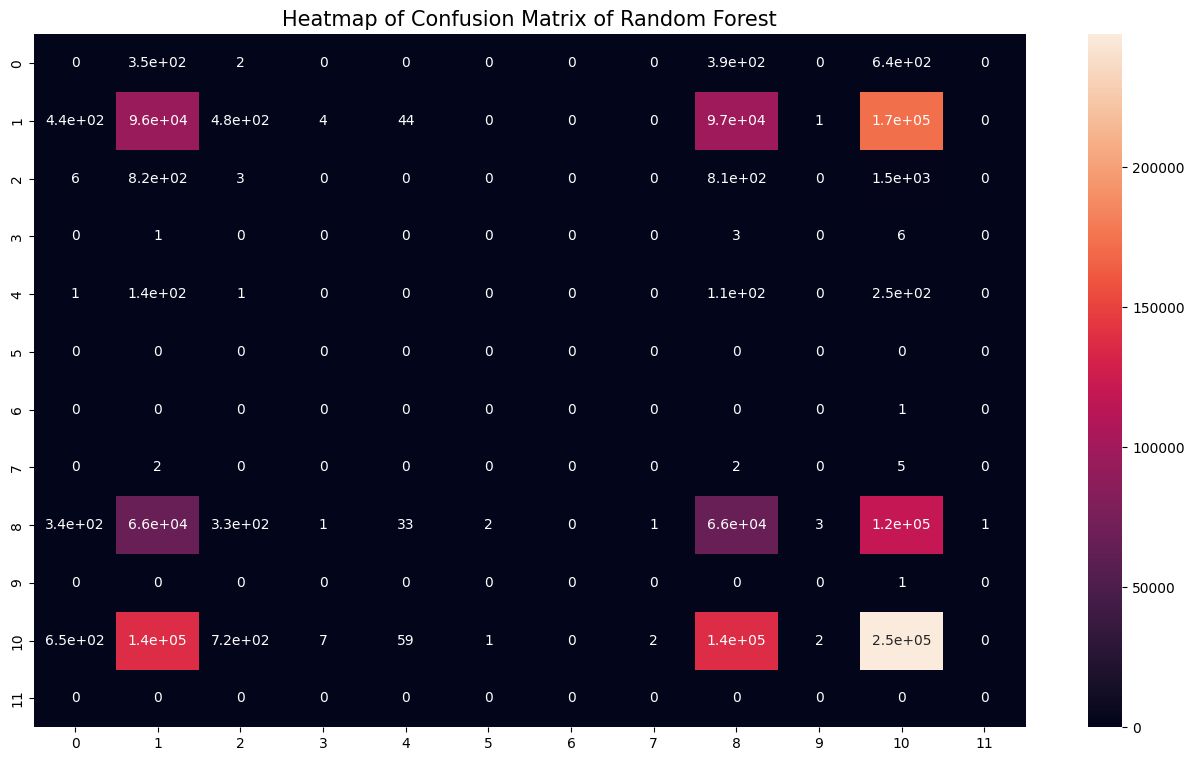 Heatmap of Confusion Matrix of Random Forest
0 0 3.5e+02 2 0 0 0 0 0 3.9e+02 0 6.4e+02 0
1 4.4e+02 9.6e+04 4.8e+02 4 44 0 0 0 9.7e+04 1 1.7e+05 0
2 6 8.2e+02 3 0 0 0 0 0 8.1e+02 0 1.5e+03 0
3 0 1 0 0 0 0 0 0 3 0 6 0
4 1 1.4e+02 1 0 0 0 0 0 1.1e+02 0 2.5e+02 0
5 0 0 0 0 0 0 0 0 0 0 0 0
6 0 0 0 0 0 0 0 0 0 0 1 0
7 0 2 0 0 0 0 0 0 2 0 5 0
8 3.4e+02 6.6e+04 3.3e+02 1 33 2 0 1 6.6e+04 3 1.2e+05 1
9 0 0 0 0 0 0 0 0 0 0 1 0
10 6.5e+02 1.4e+05 7.2e+02 7 59 1 0 2 1.4e+05 2 2.5e+05 0
11 0 0 0 0 0 0 0 0 0 0 0 0
0 1 2 3 4 5 6 7 8 9 10 11
200000
150000
100000
50000
0